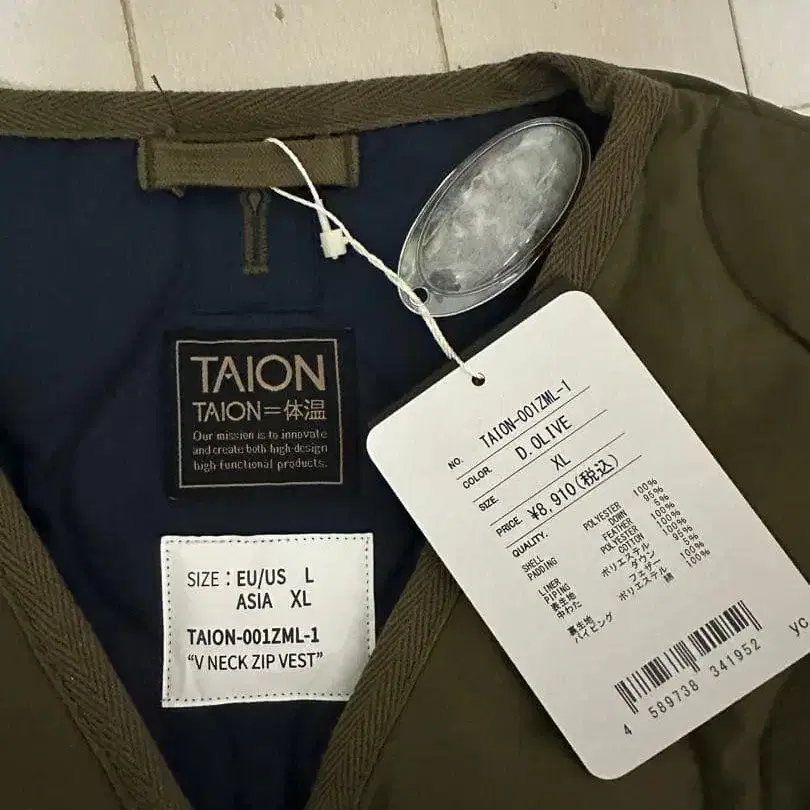 TAION
TAION=体温
Our mission is to innovate
and create both high-design
high functional products.
SIZE : EU/US L
ASIA XL
TAION-001ZML-1
“V NECK ZIP VEST”
NO. TAION-001ZML-1
COLOR D.OLIVE
SIZE XL
PRICE. ¥8,910(税込)
QUALITY.
SHELL POLYESTER 100%
PADDING DOWN 95%
FEATHER 5%
LINER POLYESTER 100%
PIPING COTTON 100%
表生地 ポリエステル 100%
中わた ダウン 95%
フェザー 5%
裏生地 ポリエステル 100%
パイピング 綿 100%
4 589738 341952
YC